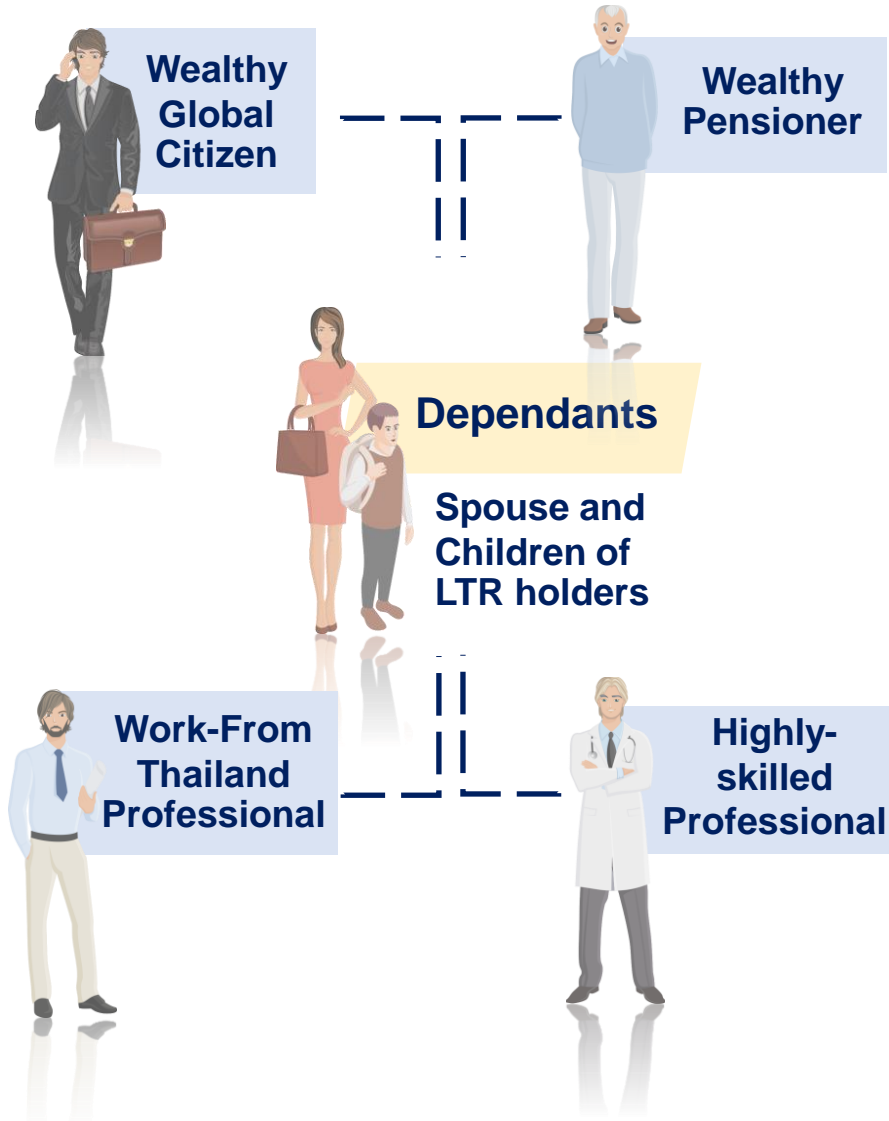 Wealthy
Global
Citizen
Wealthy
Pensioner
Dependants
Spouse and
Children of
LTR holders
Work-From
Thailand
Professional
Highly-
skilled
Professional